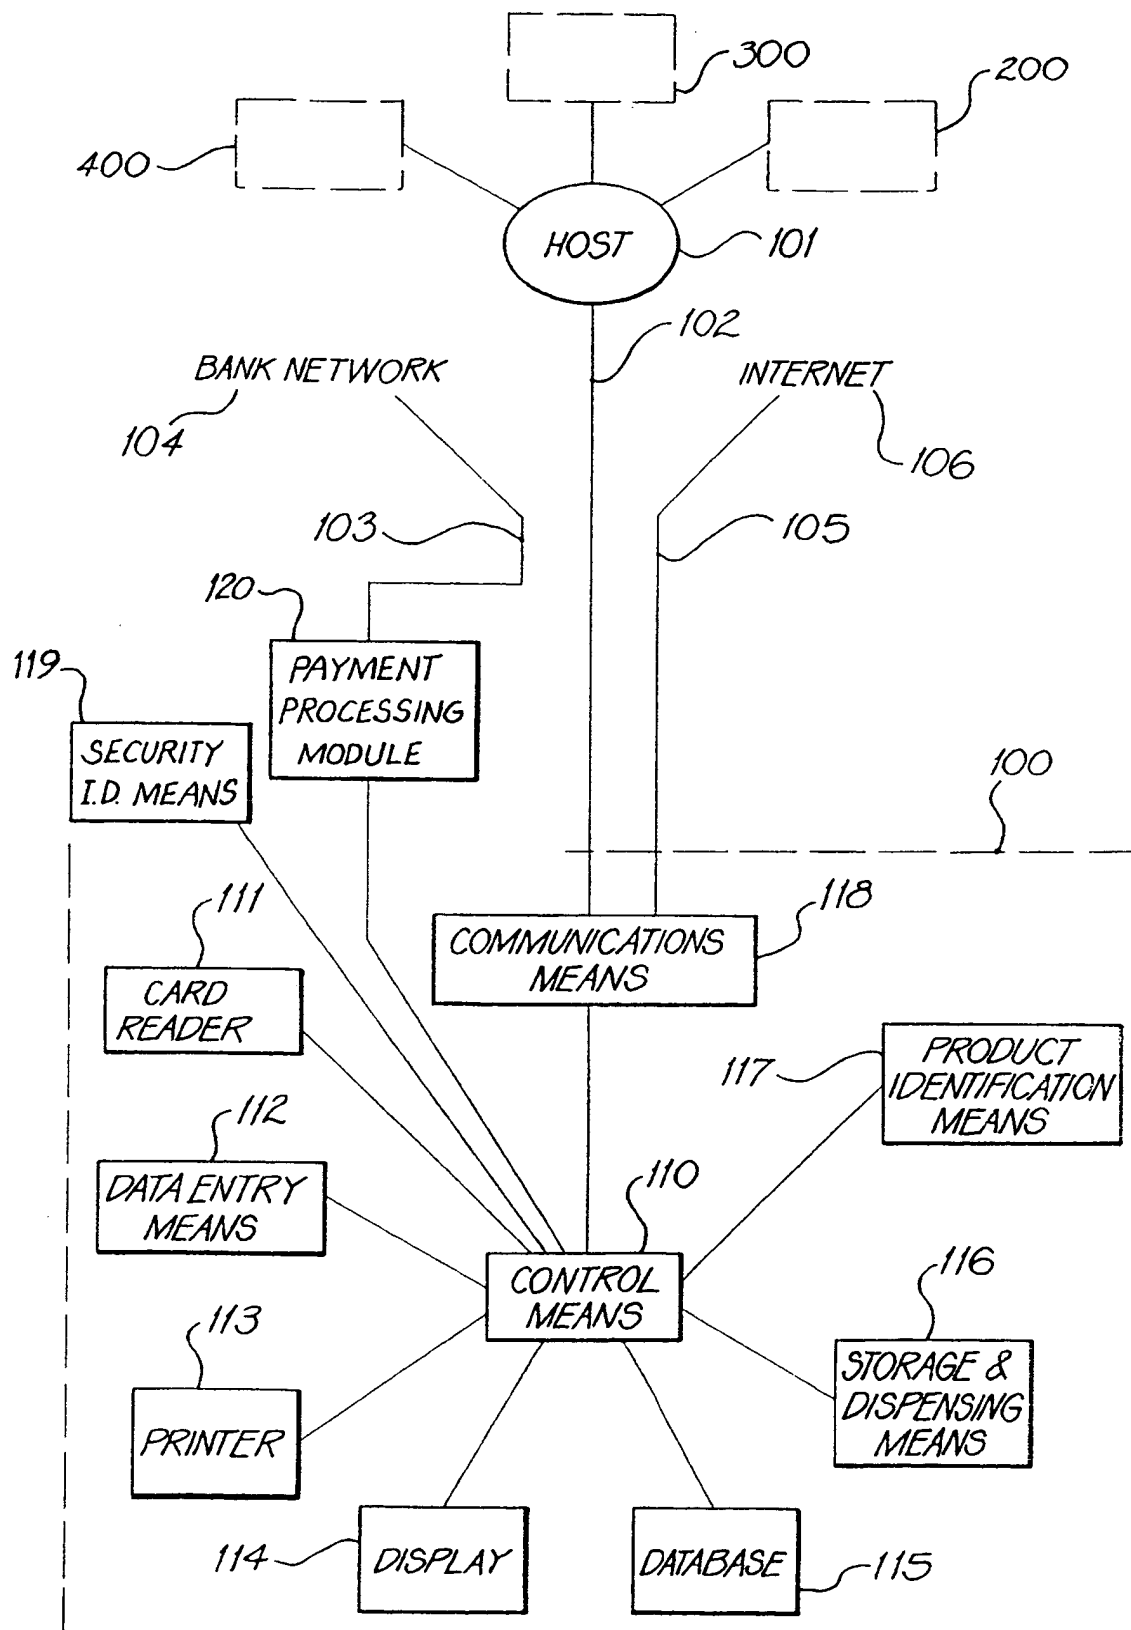 300
200
400
HOST
101
102
BANK NETWORK
INTERNET
104
106
103
105
120
PAYMENT
PROCESSING
MODULE
119
SECURITY
I.D. MEANS
100
111
118
CARD
READER
COMMUNICATIONS
MEANS
117
PRODUCT
IDENTIFICATION
MEANS
112
DATA ENTRY
MEANS
110
CONTROL
MEANS
116
113
STORAGE &
DISPENSING
MEANS
PRINTER
114
DISPLAY
DATABASE
115